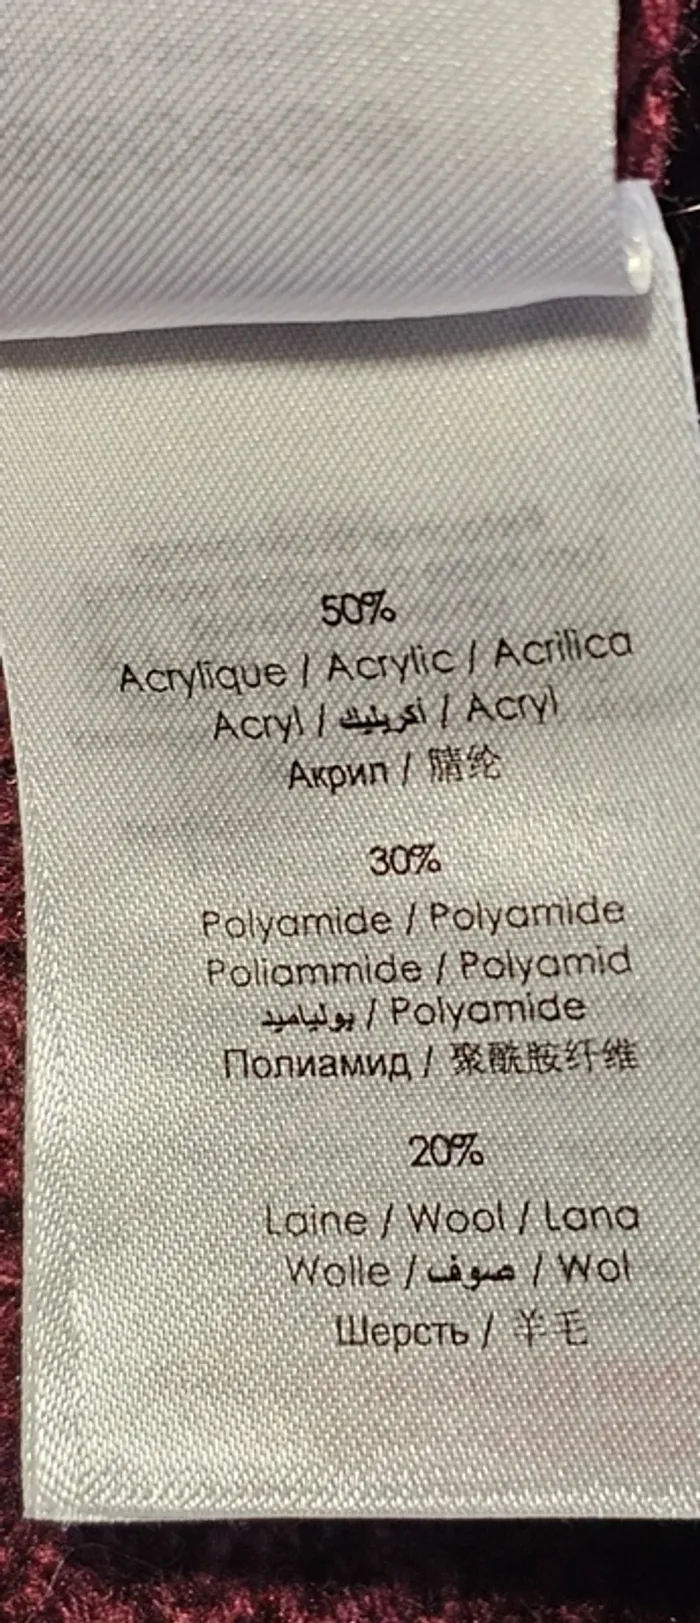 50%
Acrylique / Acrylic / Acrilica
Acryl / أكريليك / Acryl
Акрил / 腈纶
30%
Polyamide / Polyamide
Poliammide / Polyamid
بولياميد / Polyamide
Полиамид / 聚酰胺纤维
20%
Laine / Wool / Lana
Wolle / صوف / Wol
Шерсть / 羊毛